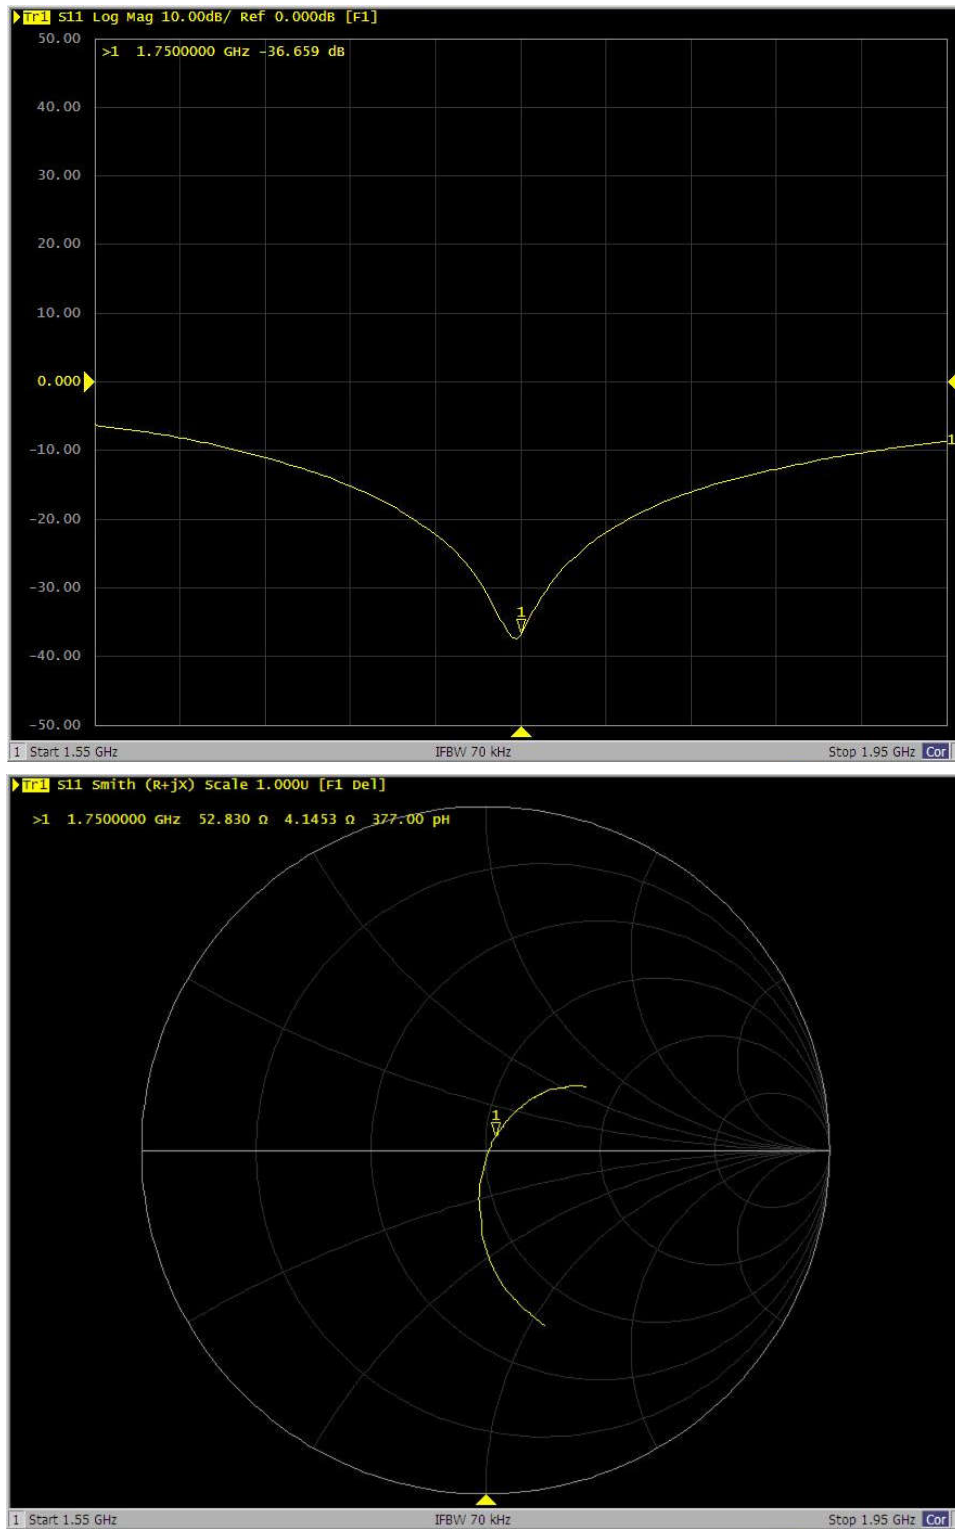 Tr1 S11 Log Mag 10.00dB/ Ref 0.000dB [F1]
50.00
>1 1.7500000 GHz -36.659 dB
40.00
30.00
20.00
10.00
0.000
-10.00
1
-20.00
-30.00
1
-40.00
-50.00
1 Start 1.55 GHz IFBW 70 kHz Stop 1.95 GHz Cor
Tr1 S11 Smith (R+jX) Scale 1.000U [F1 Del]
>1 1.7500000 GHz 52.830 Ω 4.1453 Ω 377.00 pH
1
1 Start 1.55 GHz IFBW 70 kHz Stop 1.95 GHz Cor